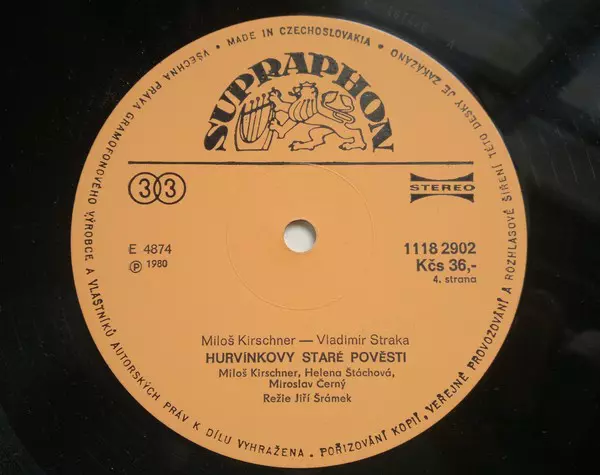 MADE IN CZECHOSLOVAKIA • VŠECHNA PRÁVA GRAMOFONOVÉHO VÝROBCE A VLASTNÍKŮ AUTORSKÝCH PRÁV K DÍLU VYHRAŽENA • POŘIZOVÁNÍ KOPIÍ, VEŘEJNÉ PROVOZOVÁNÍ A ROZHLASOVÉ ŠÍŘENÍ TÉTO DESKY JE ZAKÁZÁNO
SUPRAPHON
33
STEREO
E 4874
Ⓟ 1980
1118 2902
Kčs 36,-
4. strana
Miloš Kirschner — Vladimír Straka
HURVÍNKOVY STARÉ POVĚSTI
Miloš Kirschner, Helena Štáchová,
Miroslav Černý
Režie Jiří Šrámek